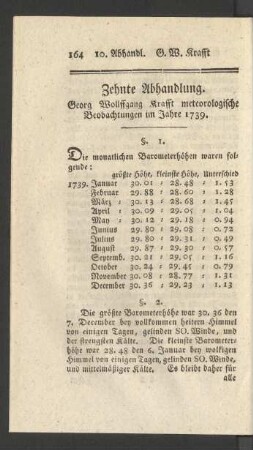 164 10. Abhandl. G. W. Krafft
Zehnte Abhandlung.
Georg Wolffgang Krafft meteorologische
Beobachtungen im Jahre 1739.
§. 1.
Die monatlichen Barometerhöhen waren fol-
gende:
größte Höhe, kleinste Höhe, Unterschied
1739. Januar 30. 01 : 28. 48 : 1. 53
Februar 29. 88 : 28. 60 : 1. 28
März 30. 13 : 28. 65 : 1. 48
April 30. 09 : 29. 05 : 1. 04
May 30. 12 : 29. 18 : 0. 94
Junius 29. 80 : 29. 08 : 0. 72
Julius 29. 80 : 29. 31 : 0. 49
August 29. 87 : 29. 30 : 0. 57
Septemb. 30. 21 : 29. 05 : 1. 16
October 30. 24 : 29. 45 : 0. 79
November 30. 08 : 28. 77 : 1. 31
December 30. 36 : 29. 23 : 1. 13
§. 2.
Die größte Barometerhöhe war 30. 36 den
7. December bey vollkommen heitern Himmel
von einigen Tagen, gelinden SO. Winde, und
der strengsten Kälte. Die kleinste Barometer-
höhe war 28. 48 den 6. Januar bey wolkigen
Himmel von einigen Tagen, gelinden SO. Winde,
und mittelmäßiger Kälte. Es bleibt daher für
alle